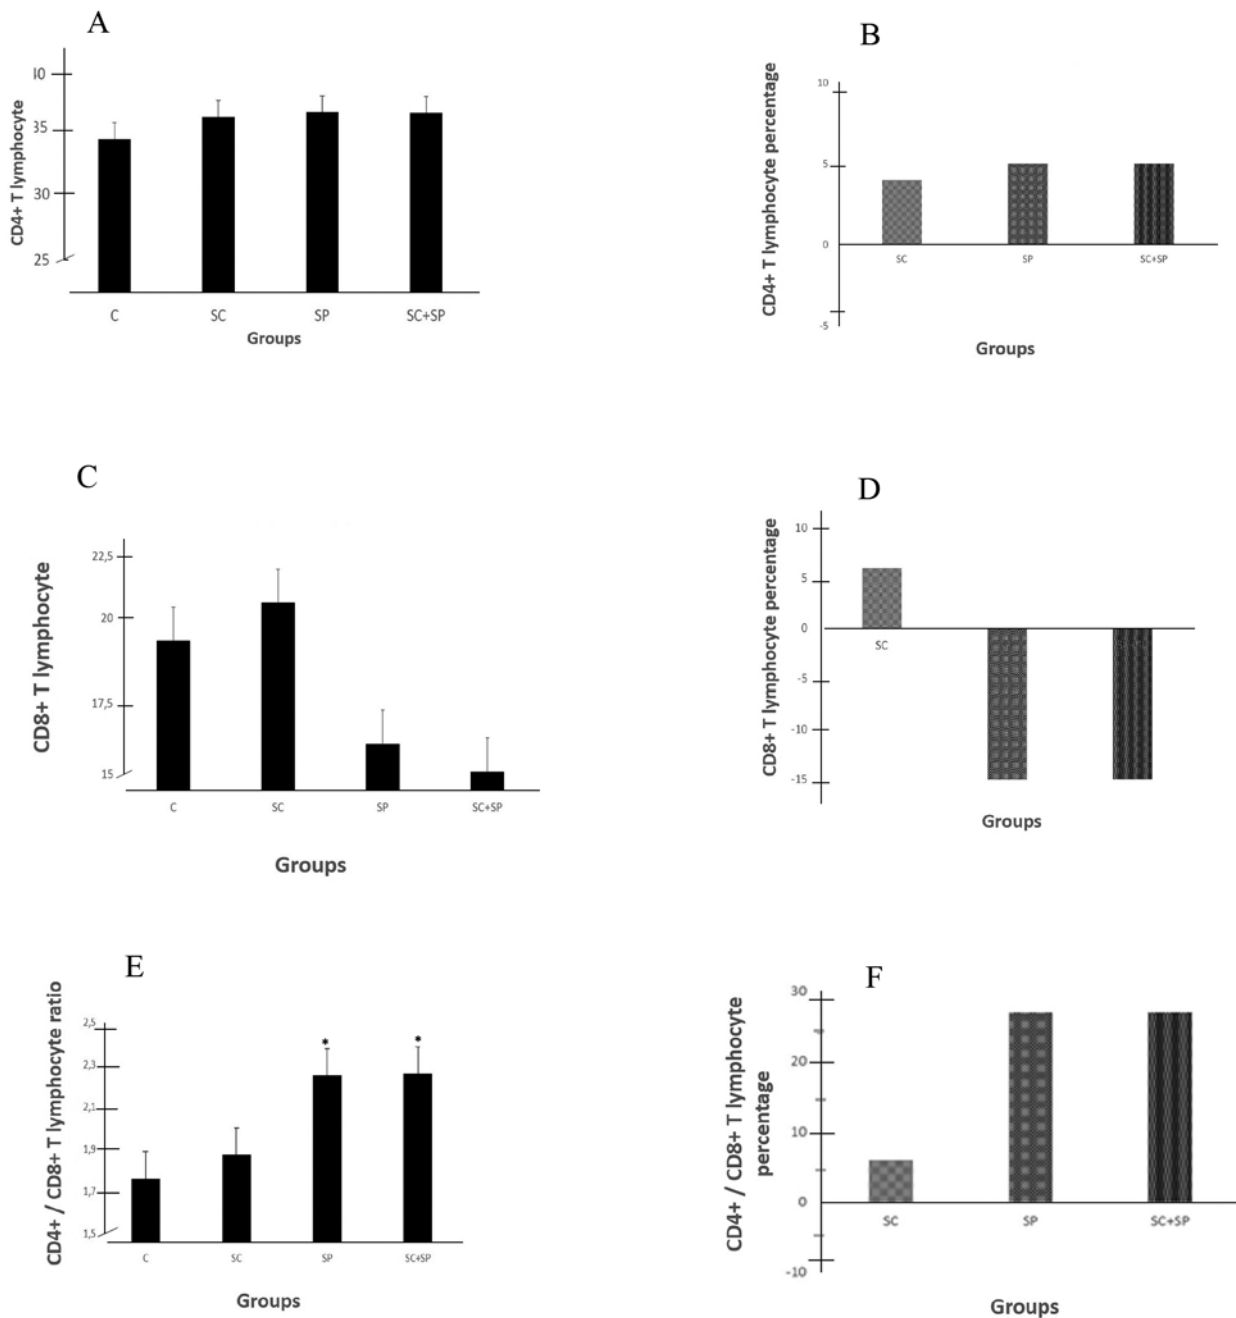 A
CD4+ T lymphocyte
40
35
30
25
C SC SP SC+SP
Groups
B
CD4+ T lymphocyte percentage
10
5
0
-5
SC SP SC+SP
Groups
C
CD8+ T lymphocyte
22,5
20
17,5
15
C SC SP SC+SP
Groups
D
CD8+ T lymphocyte percentage
10
5
0
-5
-10
-15
SC
Groups
E
CD4+ / CD8+ T lymphocyte ratio
2,5
2,3
2,1
1,9
1,7
1,5
* *
C SC SP SC+SP
Groups
F
CD4+ / CD8+ T lymphocyte
percentage
30
20
10
0
-10
SC SP SC+SP
Groups